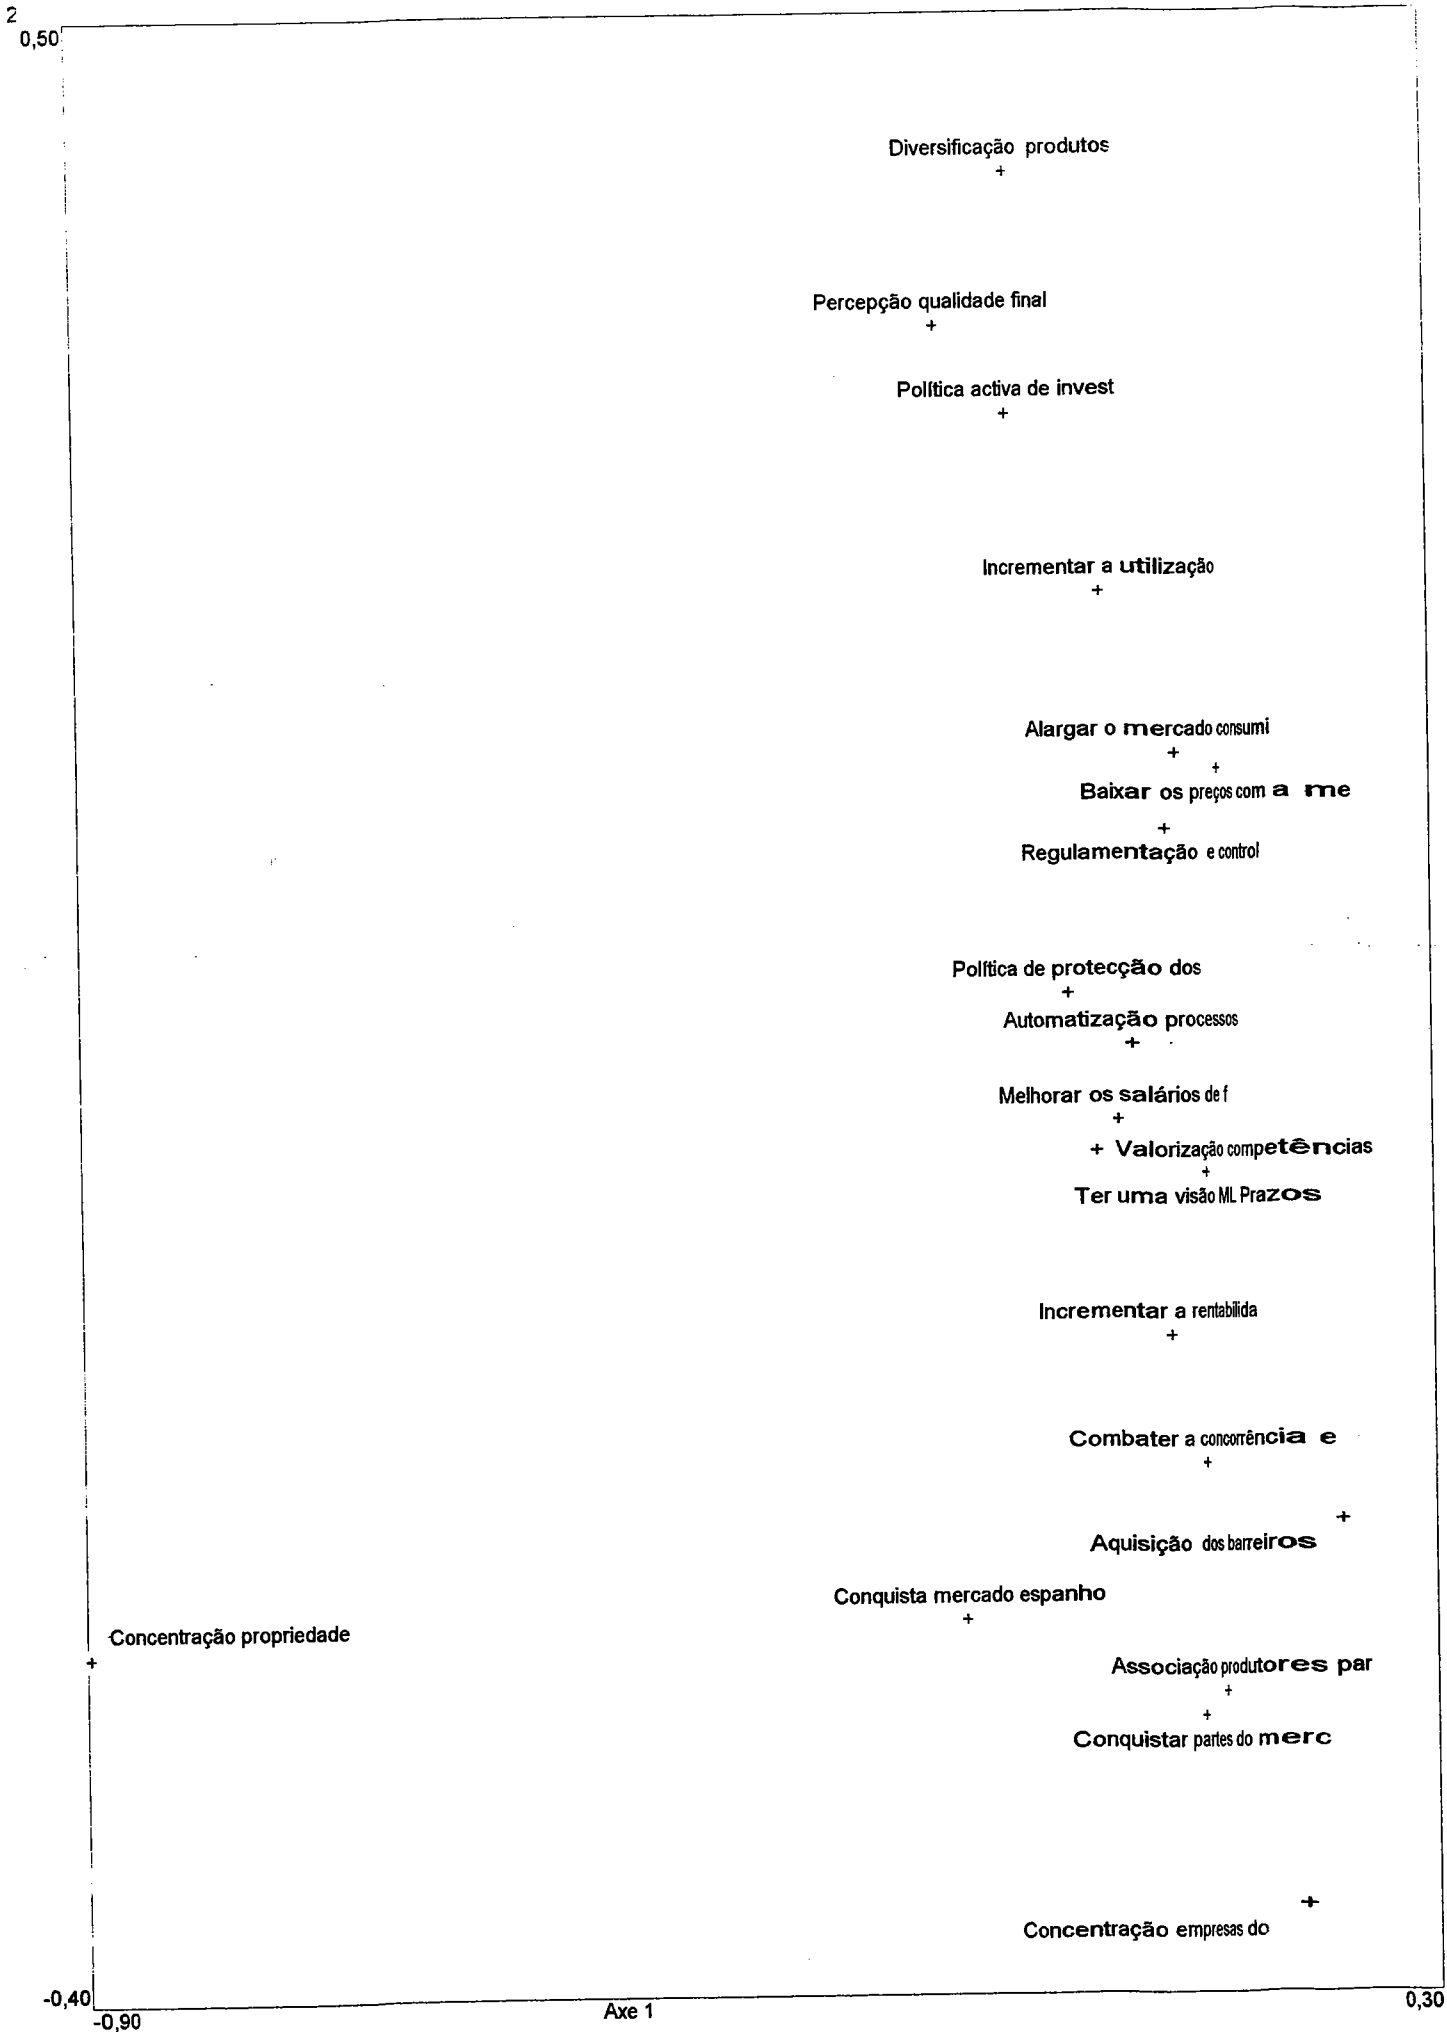 2
0,50
Diversificação produtos
Percepção qualidade final
Política activa de invest
Incrementar a utilização
Alargar o mercado consumi
Baixar os preços com a me
Regulamentação e control
Política de protecção dos
Automatização processos
Melhorar os salários de f
Valorização competências
Ter uma visão ML Prazos
Incrementar a rentabilida
Combater a concorrência e
Aquisição dos barreiros
Conquista mercado espanho
Concentração propriedade
Associação produtores par
Conquistar partes do merc
Concentração empresas do
-0,40
-0,90
Axe 1
0,30